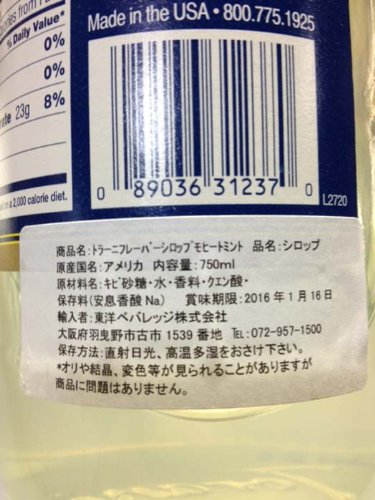 Made in the USA • 800.775.1925
% Daily Value*
0%
0%
23g 8%
2,000 calorie diet.
0 89036 31237 0
L2720
商品名:トラーニフレーバーシロップモヒートミント 品名:シロップ
原産国名:アメリカ 内容量:750ml
原材料名:キビ砂糖・水・香料・クエン酸・
保存料(安息香酸Na) 賞味期限:2016年1月16日
輸入者:東洋ベバレッジ株式会社
大阪府羽曳野市古市1539番地 TEL:072-957-1500
保存方法:直射日光、高温多湿をおさけ下さい。
*オリや結晶、変色等が見られることがありますが
商品に問題はありません。